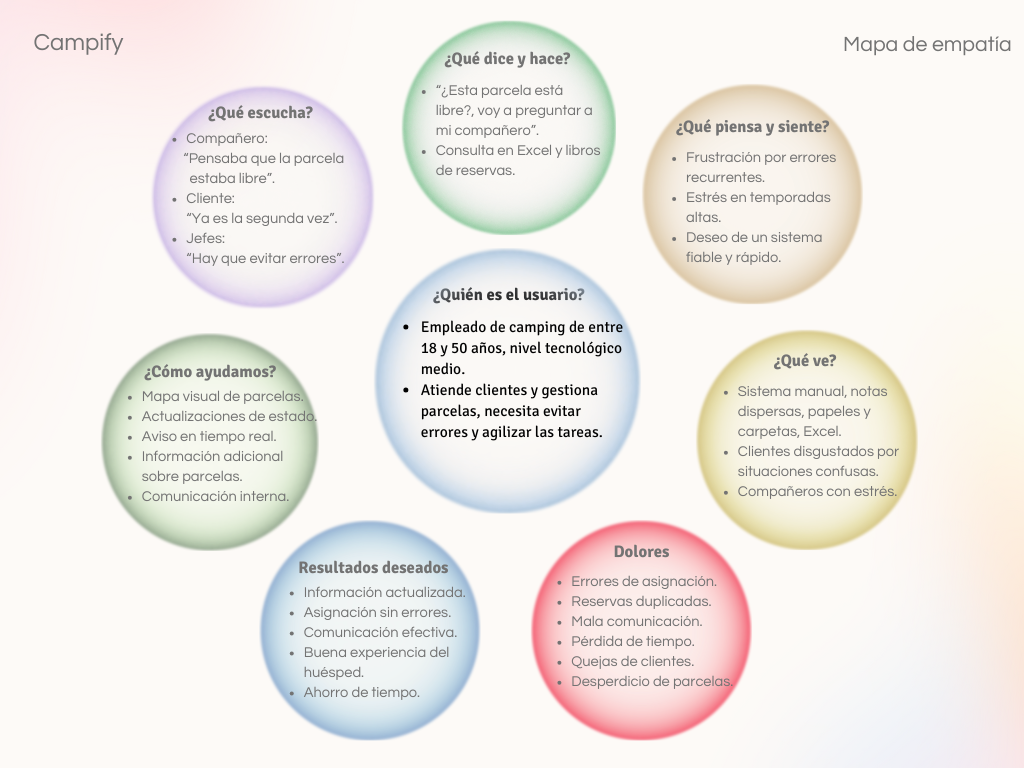 Campify
Mapa de empatía
¿Qué dice y hace?
• “¿Esta parcela está
libre?, voy a preguntar a
mi compañero”.
• Consulta en Excel y libros
de reservas.
¿Qué escucha?
• Compañero:
“Pensaba que la parcela
estaba libre”.
• Cliente:
“Ya es la segunda vez”.
• Jefes:
“Hay que evitar errores”.
¿Qué piensa y siente?
• Frustración por errores
recurrentes.
• Estrés en temporadas
altas.
• Deseo de un sistema
fiable y rápido.
¿Quién es el usuario?
• Empleado de camping de entre
18 y 50 años, nivel tecnológico
medio.
• Atiende clientes y gestiona
parcelas, necesita evitar
errores y agilizar las tareas.
¿Cómo ayudamos?
• Mapa visual de parcelas.
• Actualizaciones de estado.
• Aviso en tiempo real.
• Información adicional
sobre parcelas.
• Comunicación interna.
¿Qué ve?
• Sistema manual, notas
dispersas, papeles y
carpetas, Excel.
• Clientes disgustados por
situaciones confusas.
• Compañeros con estrés.
Resultados deseados
• Información actualizada.
• Asignación sin errores.
• Comunicación efectiva.
• Buena experiencia del
huésped.
• Ahorro de tiempo.
Dolores
• Errores de asignación.
• Reservas duplicadas.
• Mala comunicación.
• Pérdida de tiempo.
• Quejas de clientes.
• Desperdicio de parcelas.